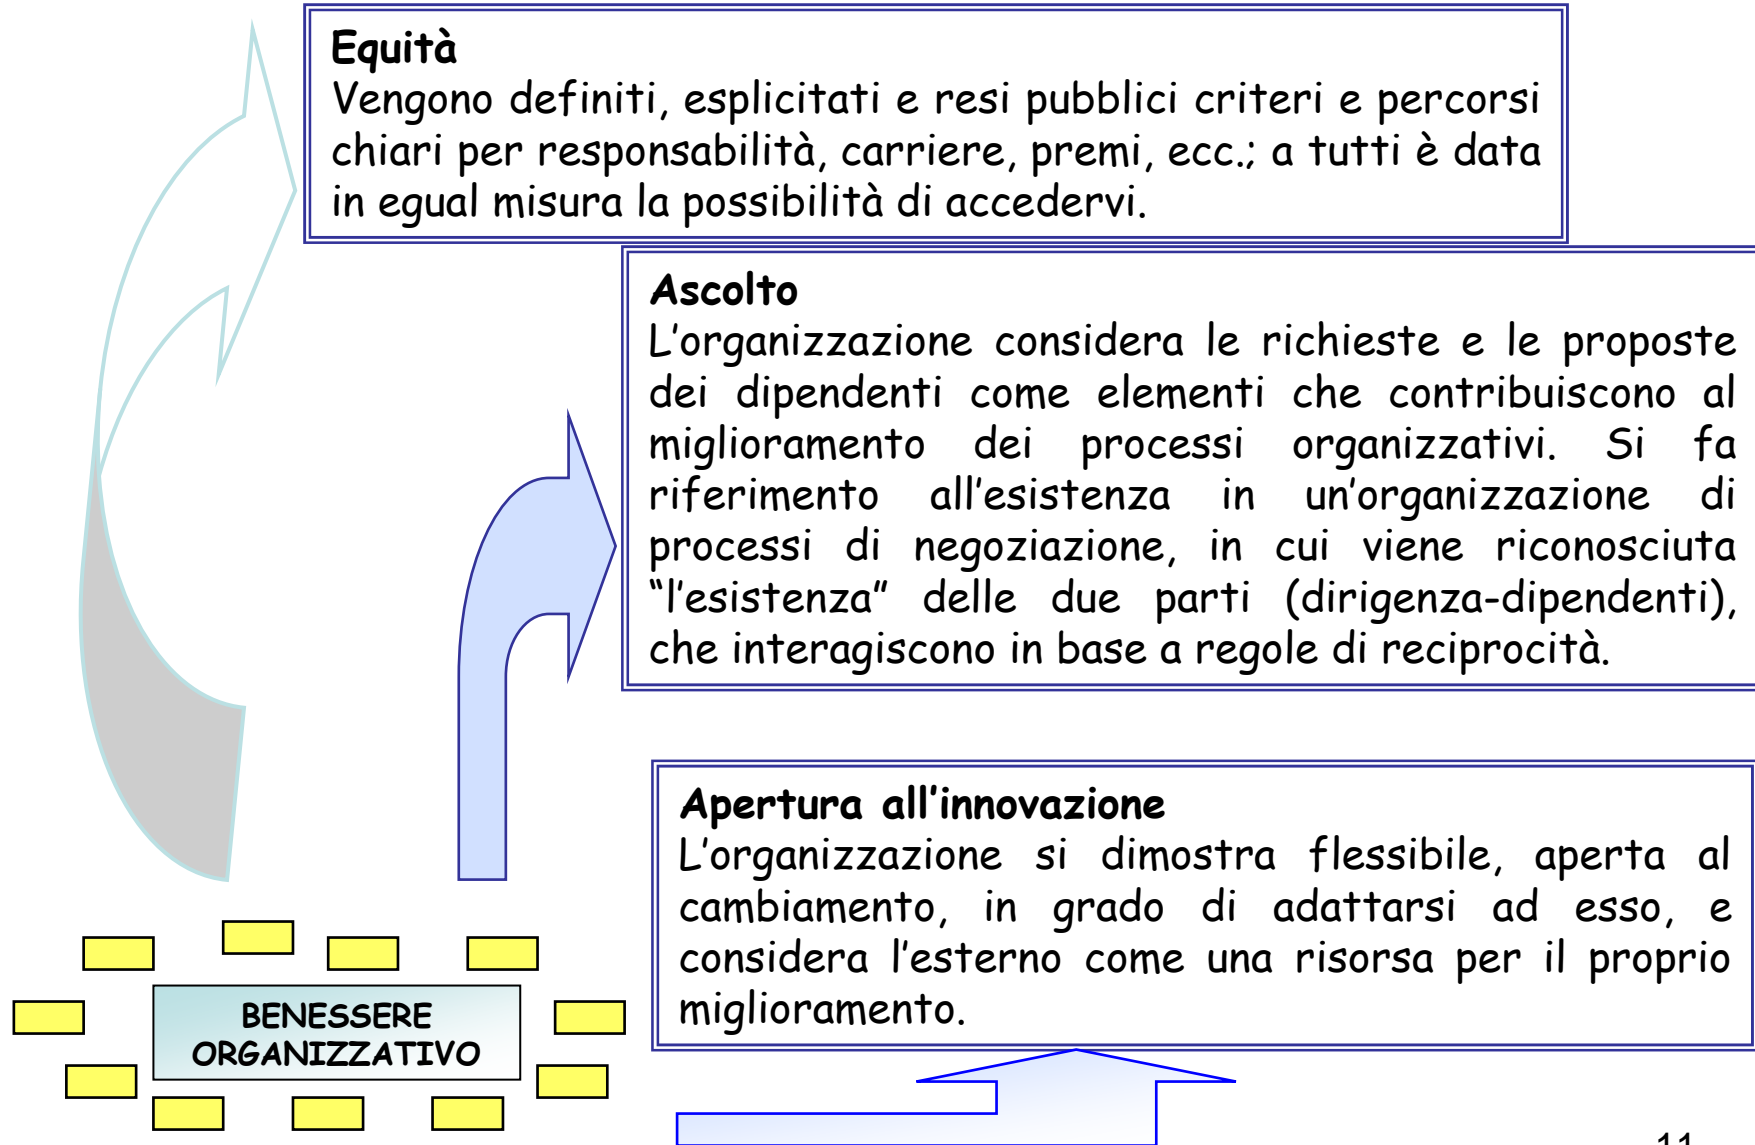 Equità
Vengono definiti, esplicitati e resi pubblici criteri e percorsi
chiari per responsabilità, carriere, premi, ecc.; a tutti è data
in egual misura la possibilità di accedervi.
Ascolto
L’organizzazione considera le richieste e le proposte
dei dipendenti come elementi che contribuiscono al
miglioramento dei processi organizzativi. Si fa
riferimento all’esistenza in un’organizzazione di
processi di negoziazione, in cui viene riconosciuta
“l’esistenza” delle due parti (dirigenza-dipendenti),
che interagiscono in base a regole di reciprocità.
Apertura all’innovazione
L’organizzazione si dimostra flessibile, aperta al
cambiamento, in grado di adattarsi ad esso, e
considera l’esterno come una risorsa per il proprio
miglioramento.
BENESSERE
ORGANIZZATIVO
11